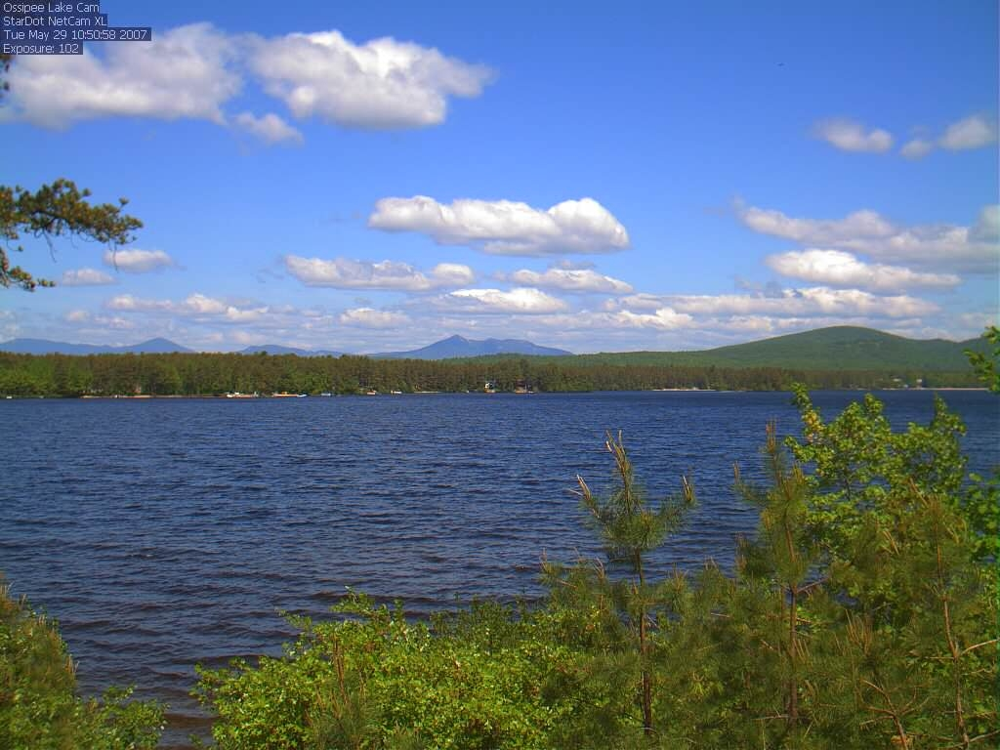 Ossipee Lake Cam
StarDot NetCam XL
Tue May 29 10:50:58 2007
Exposure: 102